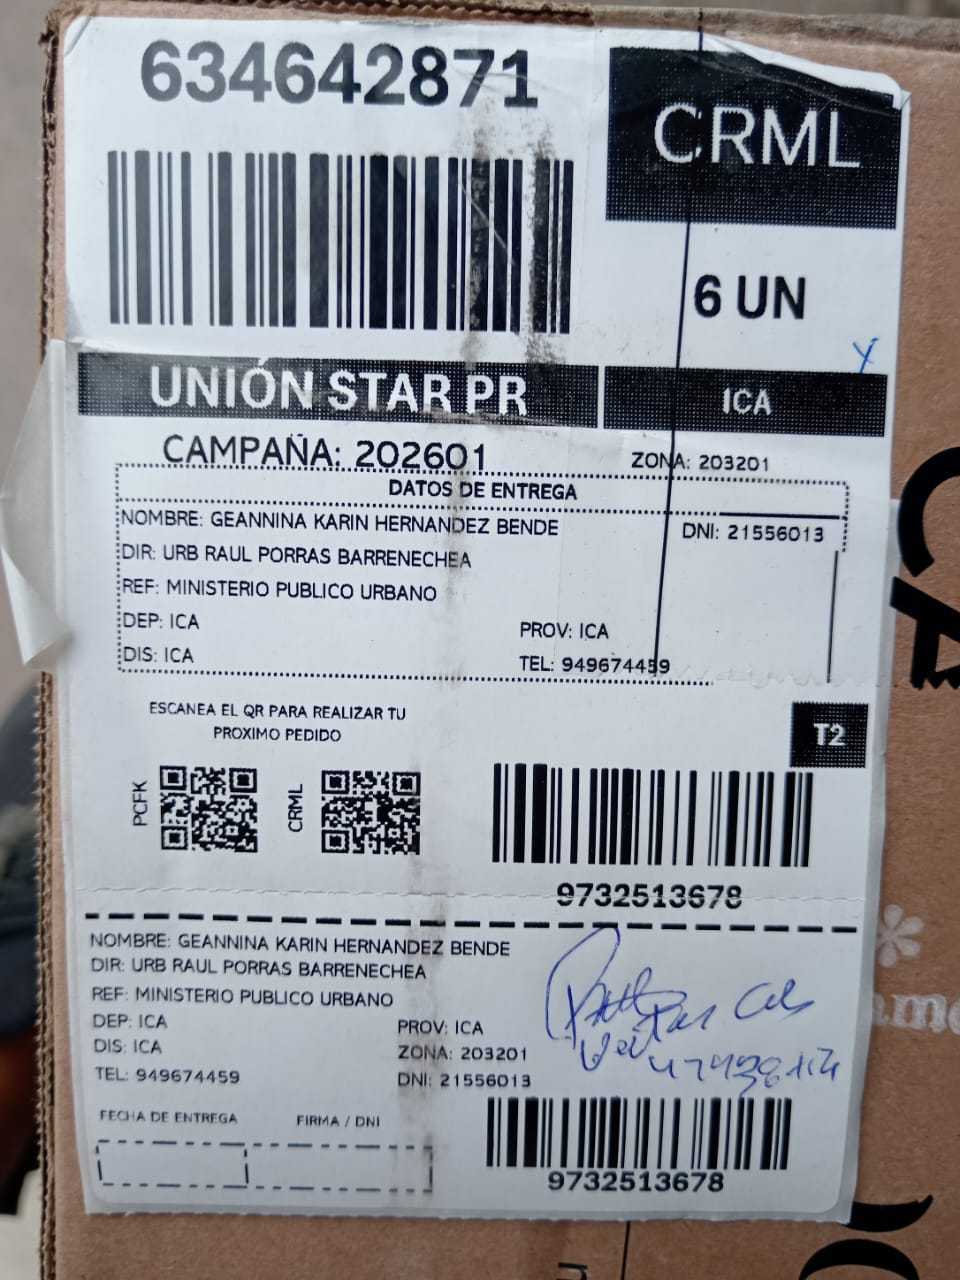 634642871
CRML
6 UN
UNIÓN STAR PR
ICA
CAMPAÑA: 202601
ZONA: 203201
DATOS DE ENTREGA
NOMBRE: GEANNINA KARIN HERNANDEZ BENDE
DNI: 21556013
DIR: URB RAUL PORRAS BARRENECHEA
REF: MINISTERIO PUBLICO URBANO
DEP: ICA
PROV: ICA
DIS: ICA
TEL: 949674459
ESCANEA EL QR PARA REALIZAR TU
PROXIMO PEDIDO
T2
PCFK
CRML
9732513678
NOMBRE: GEANNINA KARIN HERNANDEZ BENDE
DIR: URB RAUL PORRAS BARRENECHEA
REF: MINISTERIO PUBLICO URBANO
DEP: ICA
PROV: ICA
DIS: ICA
ZONA: 203201
TEL: 949674459
DNI: 21556013
FECHA DE ENTREGA
FIRMA / DNI
9732513678